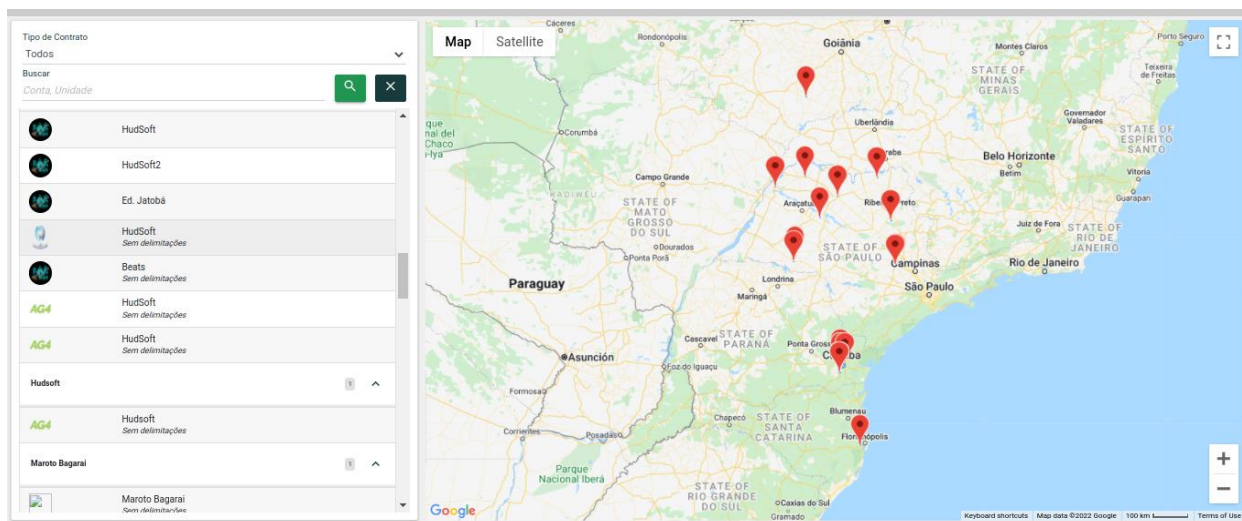 Tipo de Contrato
Todos
Buscar
Conta, Unidade
HudSoft
HudSoft2
Ed. Jatobá
HudSoft
Sem delimitações
Beats
Sem delimitações
AG4
HudSoft
Sem delimitações
AG4
HudSoft
Sem delimitações
Hudsoft
1
AG4
Hudsoft
Sem delimitações
Maroto Bagarai
1
Maroto Bagarai
Sem delimitações
Map
Satellite
Cáceres
Rondonópolis
Goiânia
Montes Claros
Porto Seguro
Teixeira
de Freitas
STATE OF
MINAS
GERAIS
Governador
Valadares
STATE OF
ESPÍRITO
SANTO
Uberlândia
Corumbá
Chaco
Belo Horizonte
Betim
Vitoria
Guarapari
Campo Grande
KADIWÉU
STATE OF
MATO
GROSSO
DO SUL
Dourados
Ponta Porã
Juiz de Fora
STATE OF
RIO DE
JANEIRO
STATE OF
SÃO PAULO
Campinas
Rio de Janeiro
São Paulo
Londrina
Maringá
Paraguay
Cascavel
STATE OF
PARANÁ
Asunción
Foz do Iguaçu
Formosa
Chapecó
STATE OF
SANTA
CATARINA
Blumenau
Corrientes
Posadas
Parque
Nacional Iberá
STATE OF
RIO GRANDE
DO SUL
Caxias do Sul
Gramado
Google
Keyboard shortcuts
Map data ©2022 Google
100 km
Terms of Use